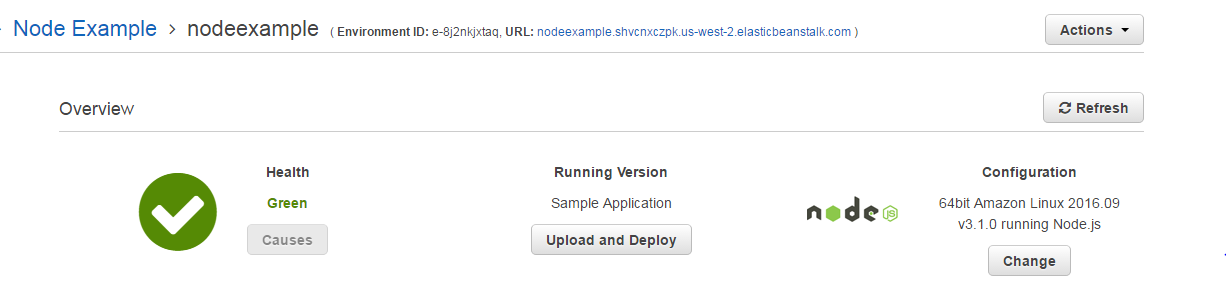 Node Example > nodeexample ( Environment ID: e-8j2nkjxtaq, URL: nodeexample.shvcnxczpk.us-west-2.elasticbeanstalk.com )
Actions
Overview
Refresh
Health
Green
Causes
Running Version
Sample Application
Upload and Deploy
node JS
Configuration
64bit Amazon Linux 2016.09
v3.1.0 running Node.js
Change